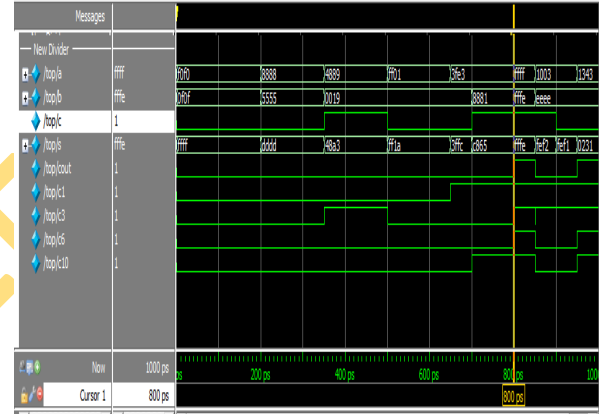 Messages
New Divider
/top/a ffff f0f0 8888 4889 ff01 3fe3 ffff 1003 1343
/top/b fffe 0f0f 5555 0019 8881 fffe eeee
/top/c 1
/top/s fffe ffff dddd 48a3 ff1a 3ffc c865 fffe fef2 fef1 0231
/top/cout 1
/top/c1 1
/top/c3 1
/top/c6 1
/top/c10 1
Now 1000 ps ps 200 ps 400 ps 600 ps 800 ps 100
Cursor 1 800 ps 800 ps